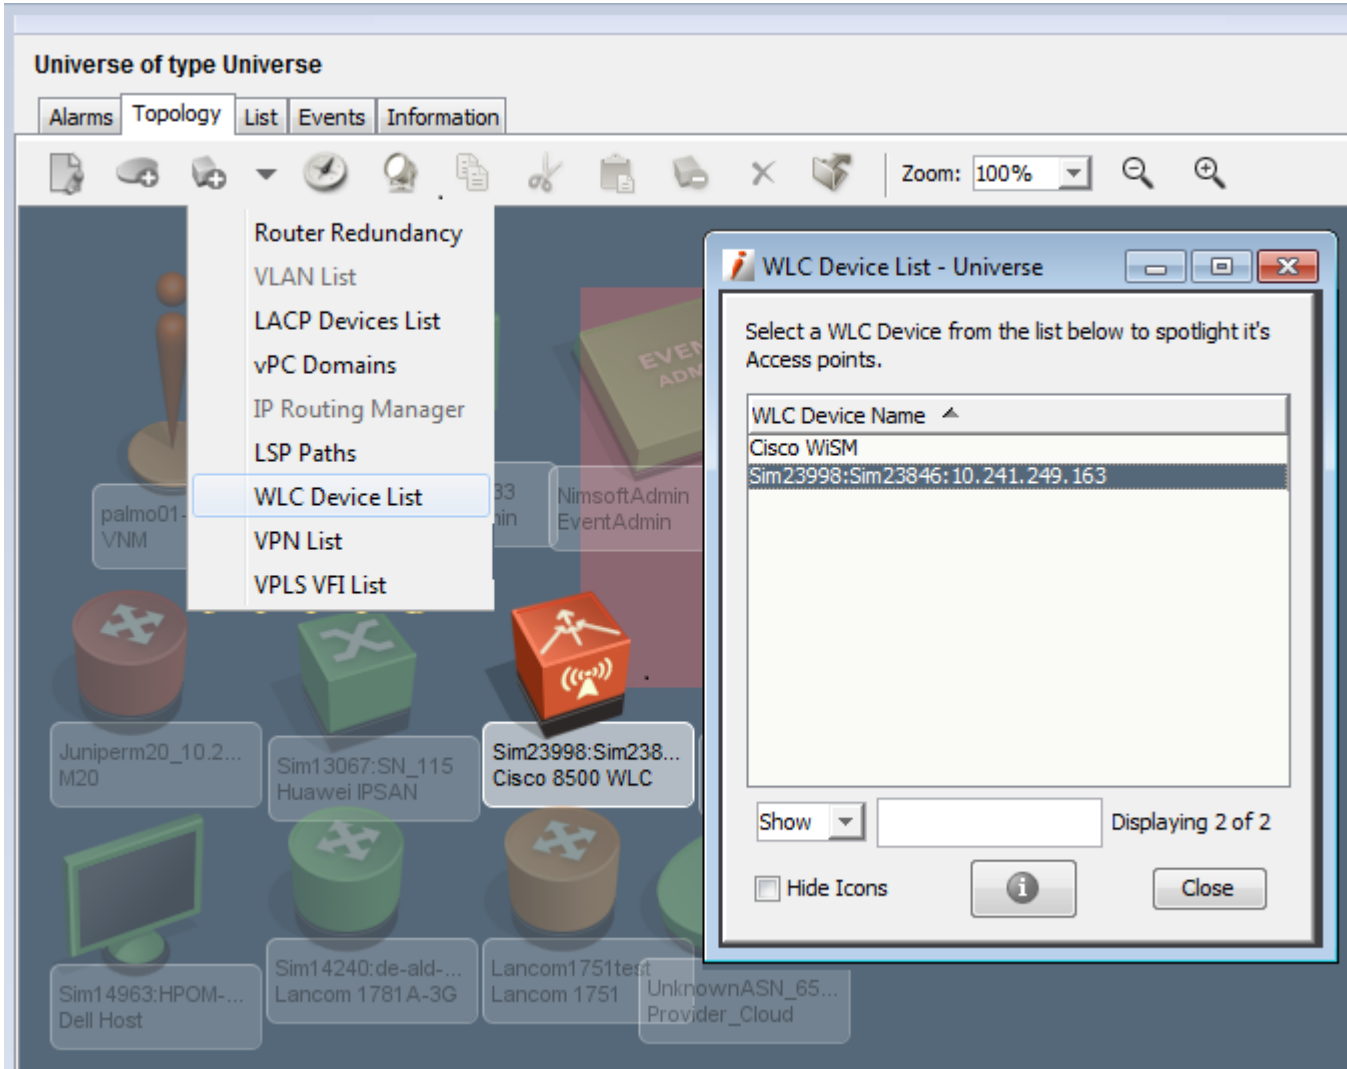 Universe of type Universe
Alarms Topology List Events Information
Zoom: 100%
Router Redundancy
VLAN List
LACP Devices List
vPC Domains
IP Routing Manager
LSP Paths
WLC Device List
VPN List
VPLS VFI List
WLC Device List - Universe
Select a WLC Device from the list below to spotlight it's
Access points.
WLC Device Name
Cisco WiSM
Sim23998:Sim23846:10.241.249.163
Show
Displaying 2 of 2
Hide Icons
Close
palmo01-
VNM
33
min
NimsoftAdmin
EventAdmin
Juniperm20_10.2...
M20
Sim13067:SN_115
Huawei IPSAN
Sim23998:Sim238...
Cisco 8500 WLC
Sim14963:HPOM-...
Dell Host
Sim14240:de-ald-...
Lancom 1781A-3G
Lancom1751test
Lancom 1751
UnknownASN_65...
Provider_Cloud